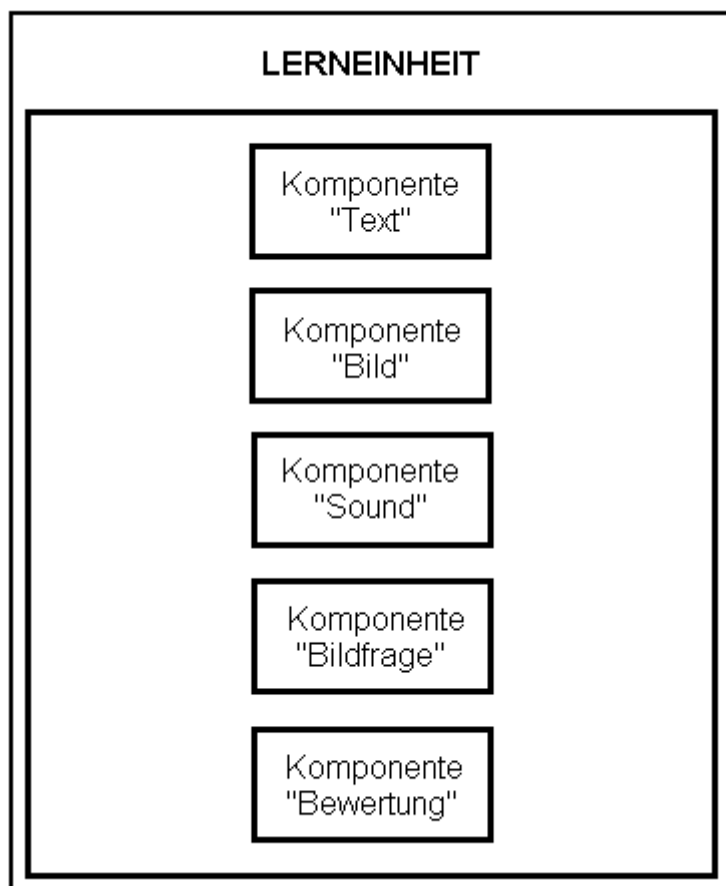 LERNEINHEIT
Komponente
"Text"
Komponente
"Bild"
Komponente
"Sound"
Komponente
"Bildfrage"
Komponente
"Bewertung"